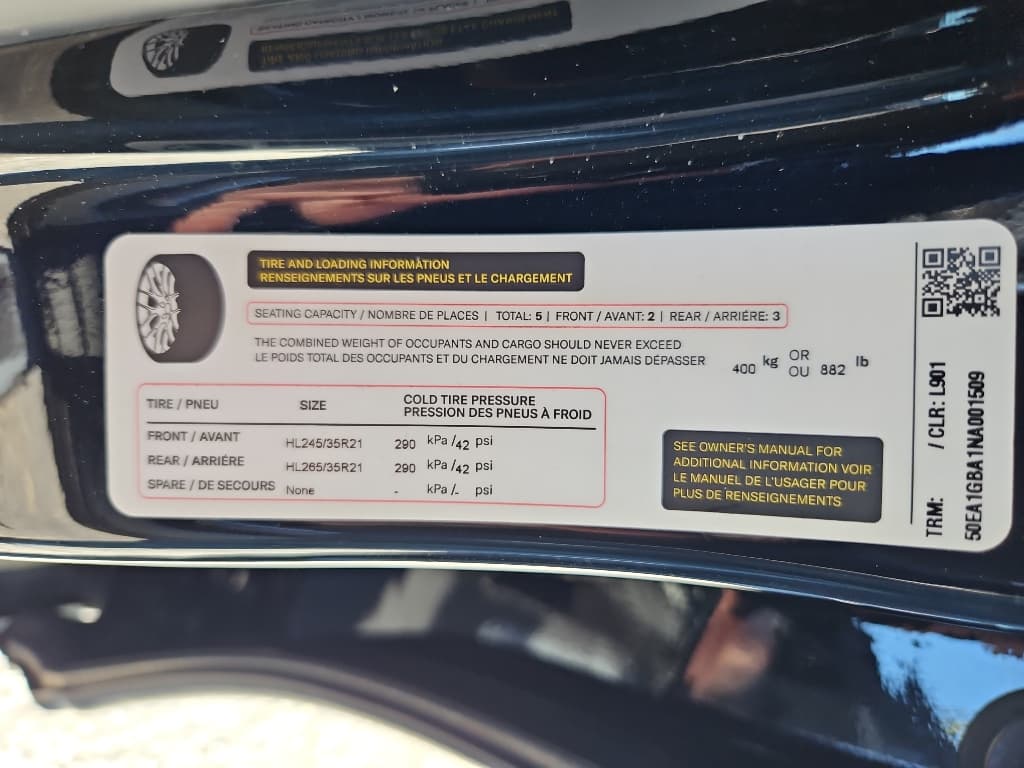 TIRE AND LOADING INFORMATION
RENSEIGNEMENTS SUR LES PNEUS ET LE CHARGEMENT
SEATING CAPACITY / NOMBRE DE PLACES | TOTAL: 5 | FRONT / AVANT: 2 | REAR / ARRIÉRE: 3
THE COMBINED WEIGHT OF OCCUPANTS AND CARGO SHOULD NEVER EXCEED
LE POIDS TOTAL DES OCCUPANTS ET DU CHARGEMENT NE DOIT JAMAIS DÉPASSER
400 kg OR OU 882 lb
TIRE / PNEU SIZE COLD TIRE PRESSURE
PRESSION DES PNEUS À FROID
FRONT / AVANT HL245/35R21 290 kPa /42 psi
REAR / ARRIÉRE HL265/35R21 290 kPa /42 psi
SPARE / DE SECOURS None - kPa /- psi
SEE OWNER'S MANUAL FOR
ADDITIONAL INFORMATION VOIR
LE MANUEL DE L'USAGER POUR
PLUS DE RENSEIGNEMENTS
TRM: / CLR: L901
50EA1GBA1NA001509